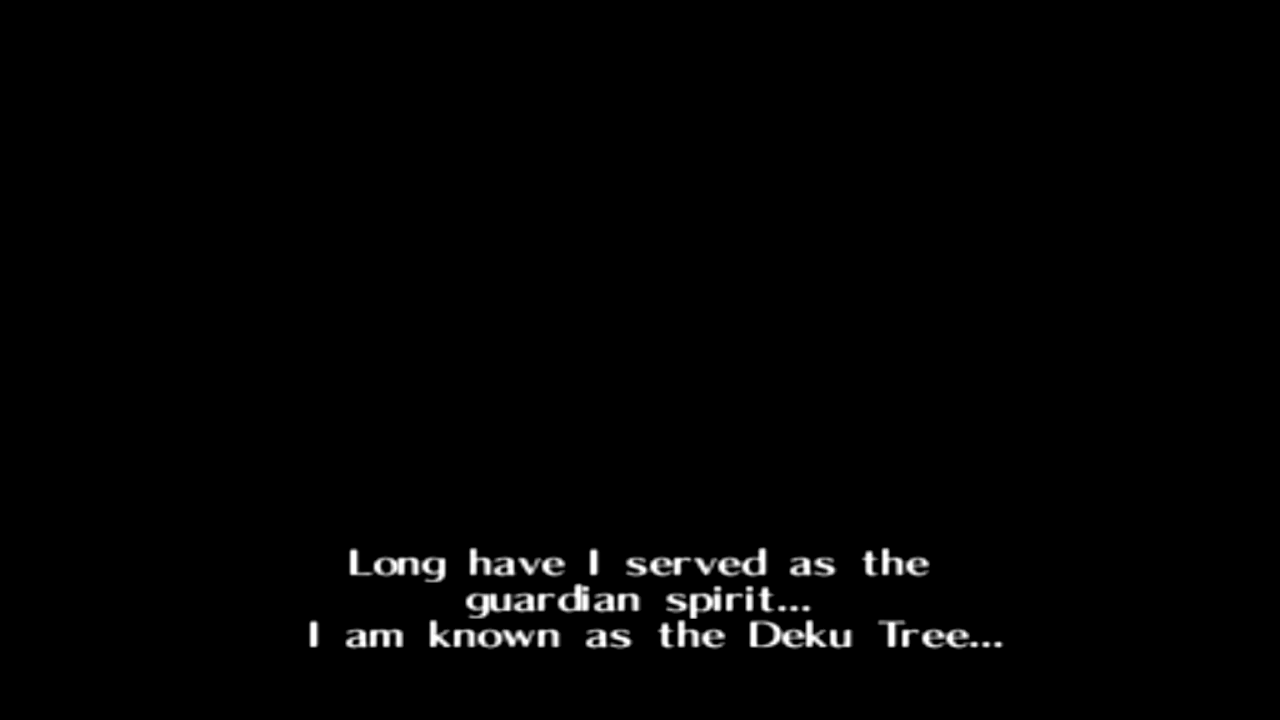 Long have I served as the
guardian spirit...
I am known as the Deku Tree...